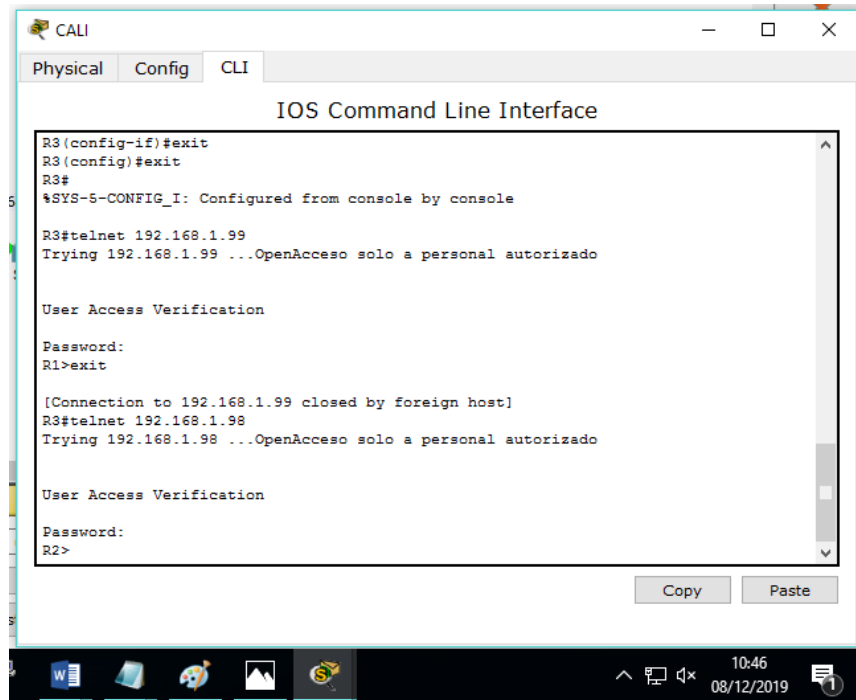 CALI
Physical Config CLI
IOS Command Line Interface
R3(config-if)#exit
R3(config)#exit
R3#
%SYS-5-CONFIG_I: Configured from console by console
R3#telnet 192.168.1.99
Trying 192.168.1.99 ...OpenAcceso solo a personal autorizado
User Access Verification
Password:
R1>exit
[Connection to 192.168.1.99 closed by foreign host]
R3#telnet 192.168.1.98
Trying 192.168.1.98 ...OpenAcceso solo a personal autorizado
User Access Verification
Password:
R2>
Copy Paste
10:46
08/12/2019
1